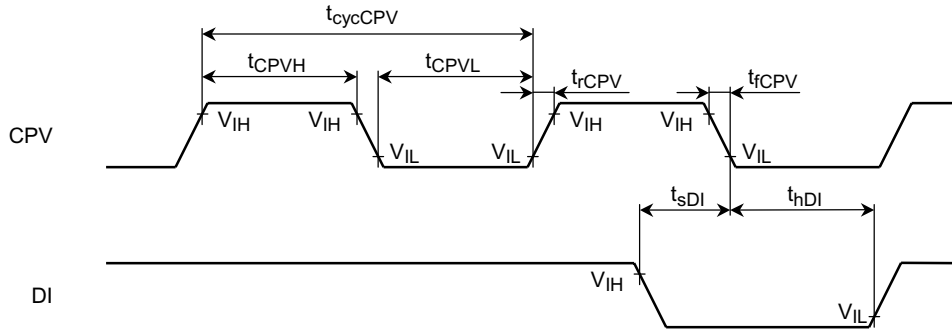 tcycCPV
tCPVH
tCPVL
trCPV
tfCPV
CPV
VIH
VIH
VIH
VIH
VIL
VIL
VIL
tsDI
thDI
DI
VIH
VIL